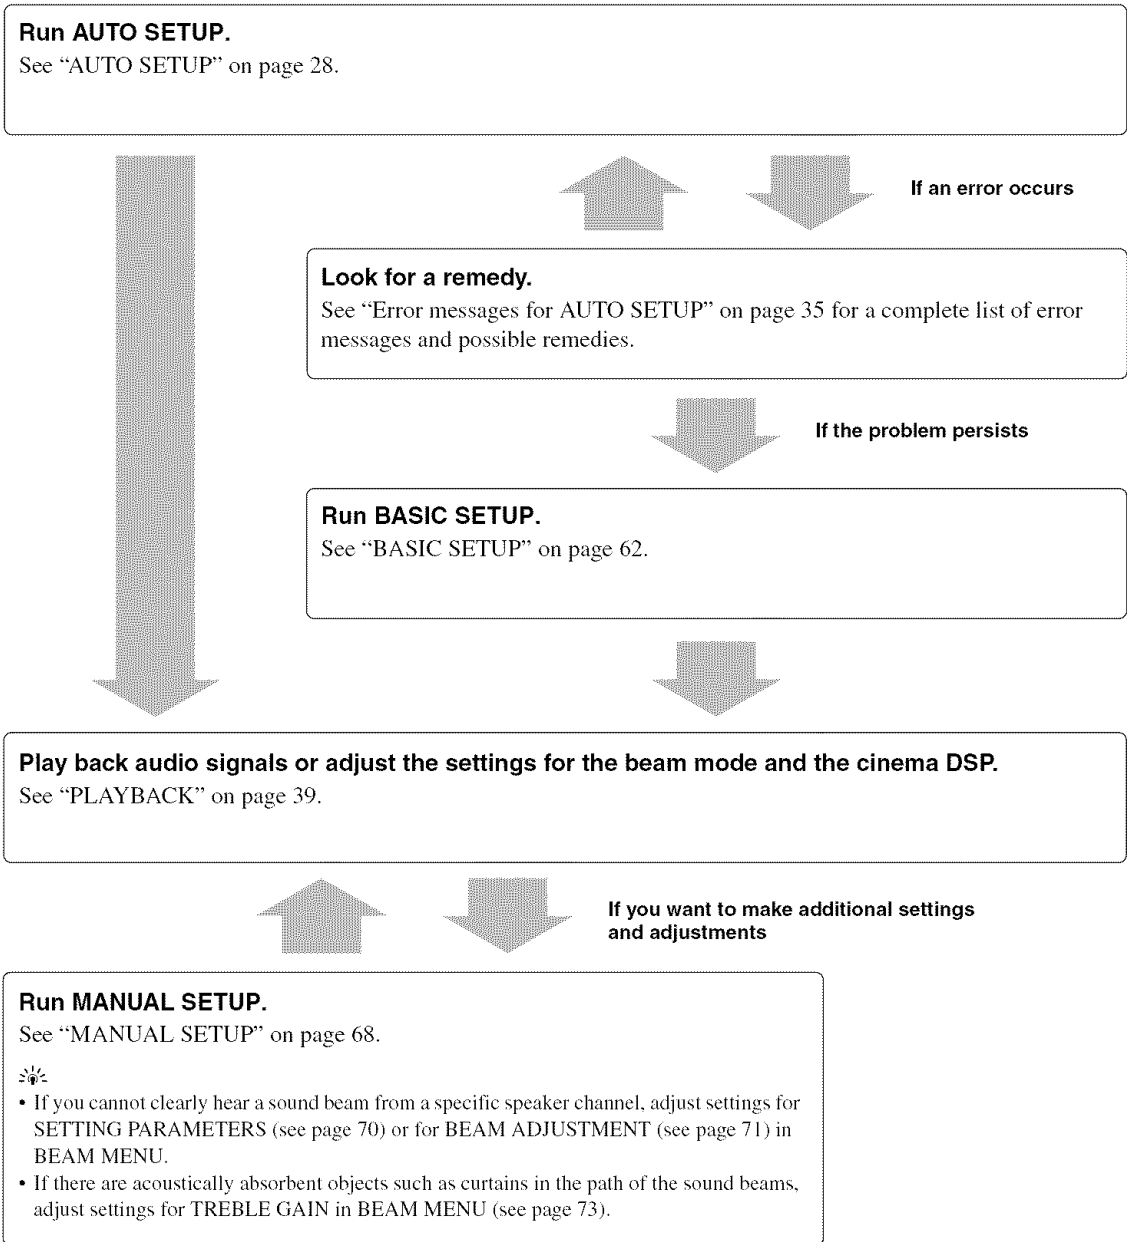 Run AUTO SETUP.
See “AUTO SETUP” on page 28.
If an error occurs
Look for a remedy.
See “Error messages for AUTO SETUP” on page 35 for a complete list of error
messages and possible remedies.
If the problem persists
Run BASIC SETUP.
See “BASIC SETUP” on page 62.
Play back audio signals or adjust the settings for the beam mode and the cinema DSP.
See “PLAYBACK” on page 39.
If you want to make additional settings
and adjustments
Run MANUAL SETUP.
See “MANUAL SETUP” on page 68.
• If you cannot clearly hear a sound beam from a specific speaker channel, adjust settings for
SETTING PARAMETERS (see page 70) or for BEAM ADJUSTMENT (see page 71) in
BEAM MENU.
• If there are acoustically absorbent objects such as curtains in the path of the sound beams,
adjust settings for TREBLE GAIN in BEAM MENU (see page 73).